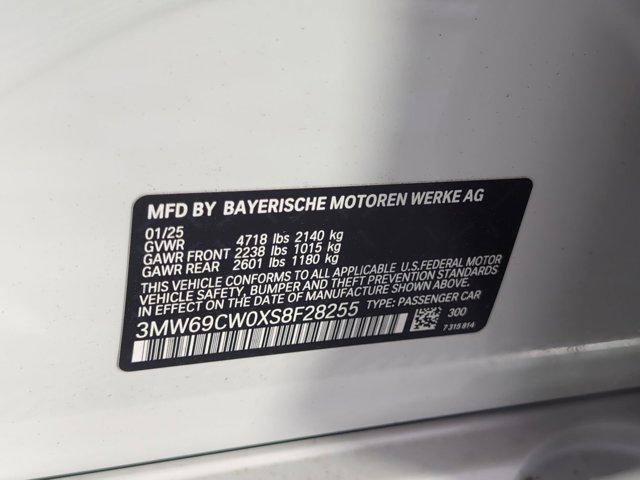 MFD BY BAYERISCHE MOTOREN WERKE AG
01/25
GVWR 4718 lbs 2140 kg
GAWR FRONT 2238 lbs 1015 kg
GAWR REAR 2601 lbs 1180 kg
THIS VEHICLE CONFORMS TO ALL APPLICABLE U.S.FEDERAL MOTOR
VEHICLE SAFETY, BUMPER AND THEFT PREVENTION STANDARDS
IN EFFECT ON THE DATE OF MANUFACTURE SHOWN ABOVE.
3MW69CW0XS8F28255 TYPE: PASSENGER CAR
300
7 315 814